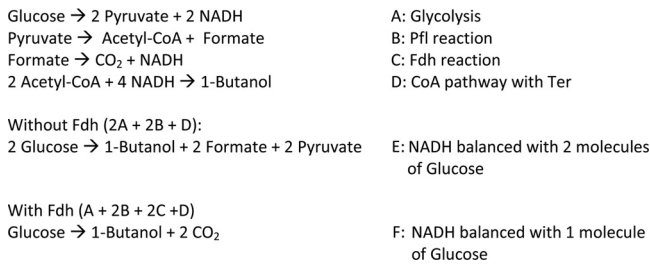 Glucose → 2 Pyruvate + 2 NADH A: Glycolysis
Pyruvate → Acetyl-CoA + Formate B: Pfl reaction
Formate → CO₂ + NADH C: Fdh reaction
2 Acetyl-CoA + 4 NADH → 1-Butanol D: CoA pathway with Ter
Without Fdh (2A + 2B + D):
2 Glucose → 1-Butanol + 2 Formate + 2 Pyruvate E: NADH balanced with 2 molecules
of Glucose
With Fdh (A + 2B + 2C +D)
Glucose → 1-Butanol + 2 CO₂ F: NADH balanced with 1 molecule
of Glucose